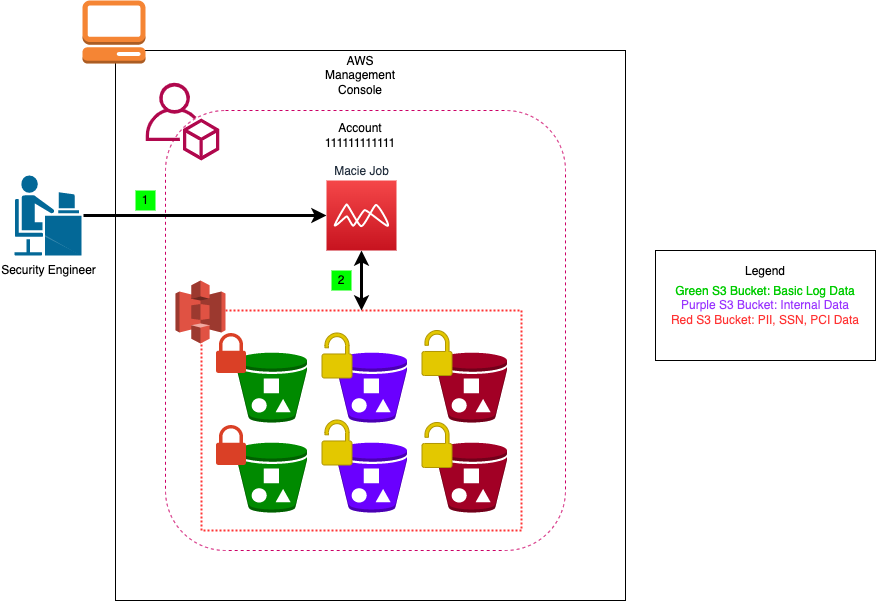 AWS
Management
Console
Account
111111111111
Macie Job
1
Security Engineer
2
Legend
Green S3 Bucket: Basic Log Data
Purple S3 Bucket: Internal Data
Red S3 Bucket: PII, SSN, PCI Data